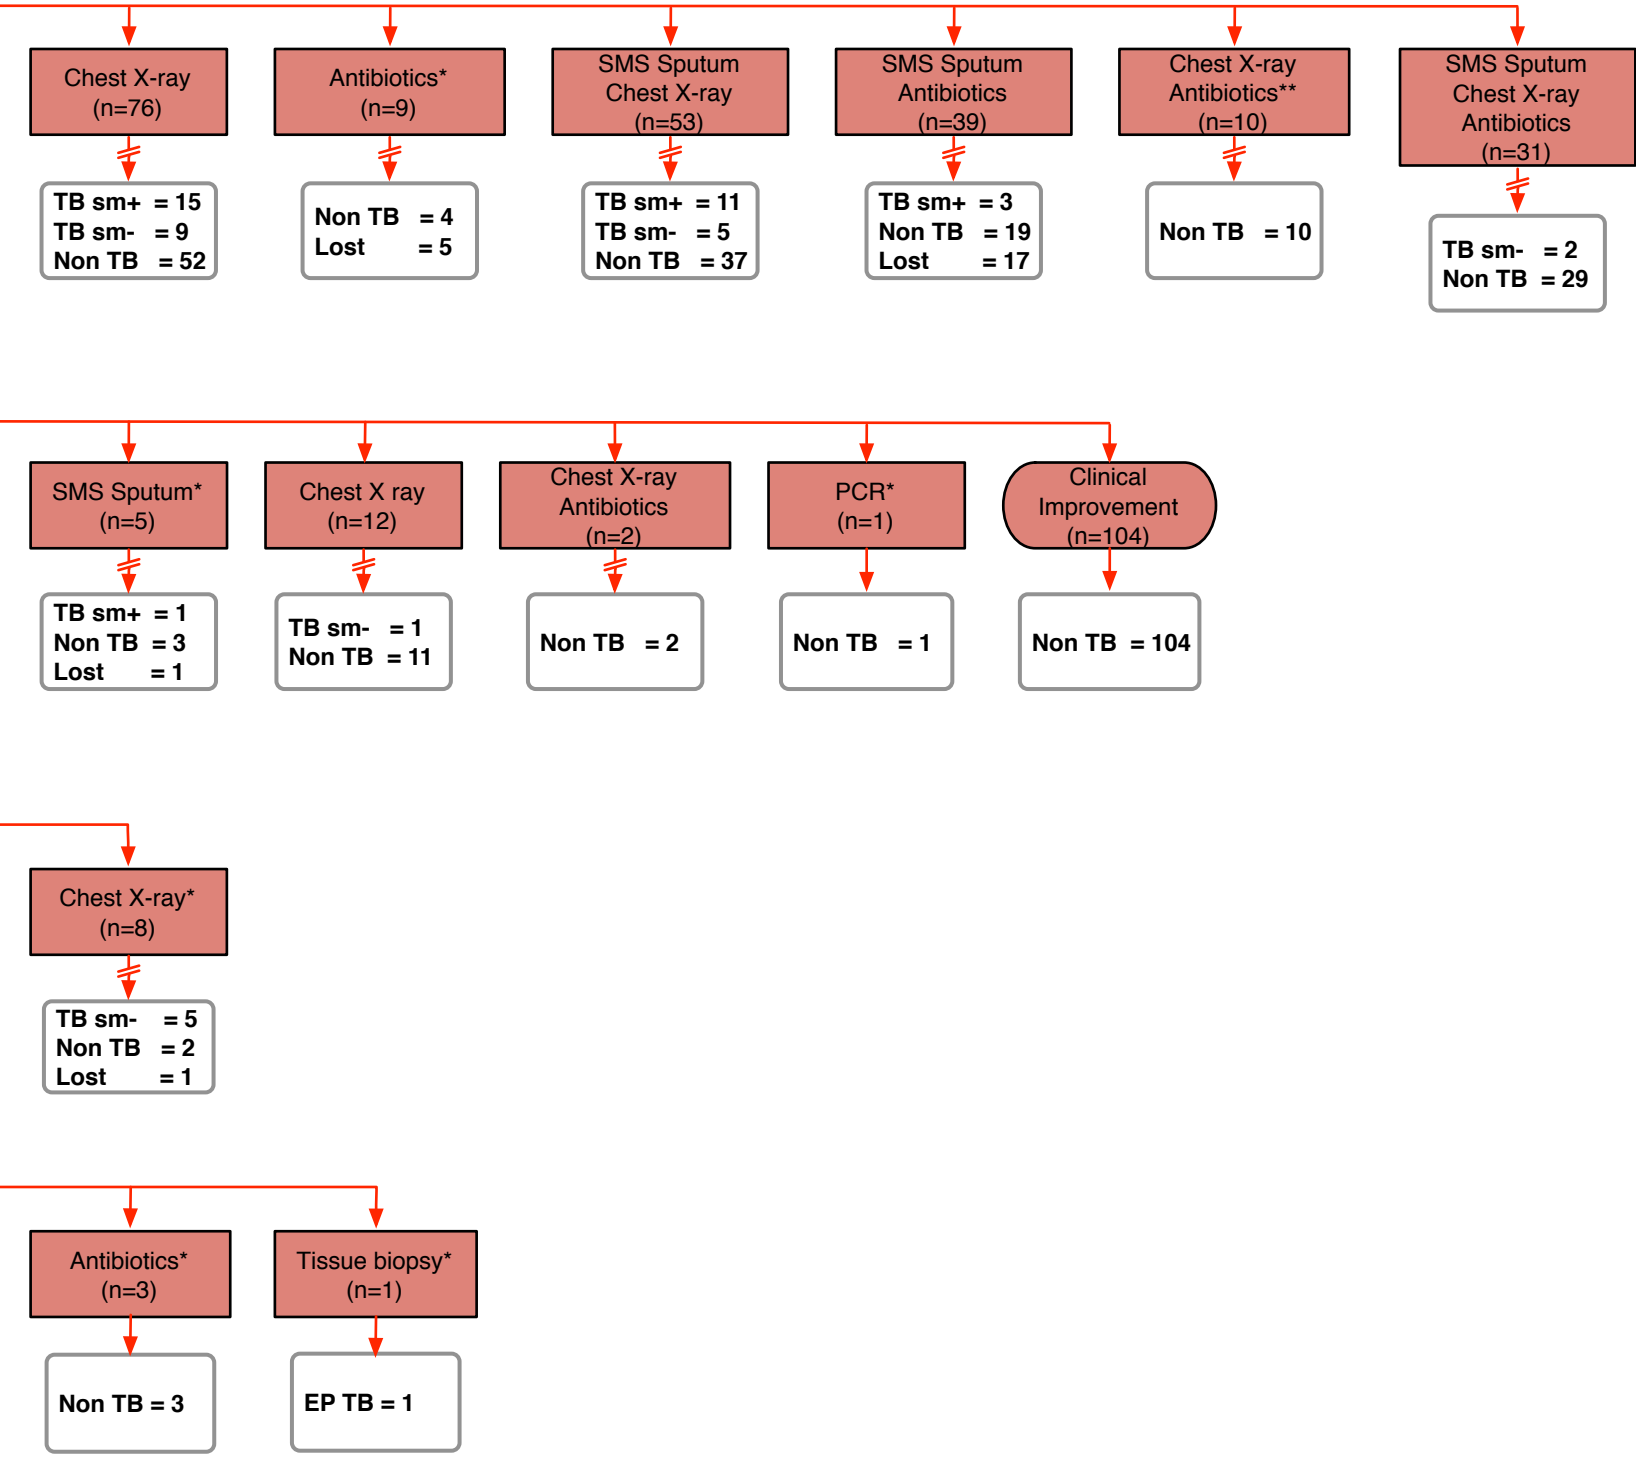 Chest X-ray
(n=76)
Antibiotics*
(n=9)
SMS Sputum
Chest X-ray
(n=53)
SMS Sputum
Antibiotics
(n=39)
Chest X-ray
Antibiotics**
(n=10)
SMS Sputum
Chest X-ray
Antibiotics
(n=31)
TB sm+ = 15
TB sm- = 9
Non TB = 52
Non TB = 4
Lost = 5
TB sm+ = 11
TB sm- = 5
Non TB = 37
TB sm+ = 3
Non TB = 19
Lost = 17
Non TB = 10
TB sm- = 2
Non TB = 29
SMS Sputum*
(n=5)
Chest X ray
(n=12)
Chest X-ray
Antibiotics
(n=2)
PCR*
(n=1)
Clinical
Improvement
(n=104)
TB sm+ = 1
Non TB = 3
Lost = 1
TB sm- = 1
Non TB = 11
Non TB = 2
Non TB = 1
Non TB = 104
Chest X-ray*
(n=8)
TB sm- = 5
Non TB = 2
Lost = 1
Antibiotics*
(n=3)
Tissue biopsy*
(n=1)
Non TB = 3
EP TB = 1